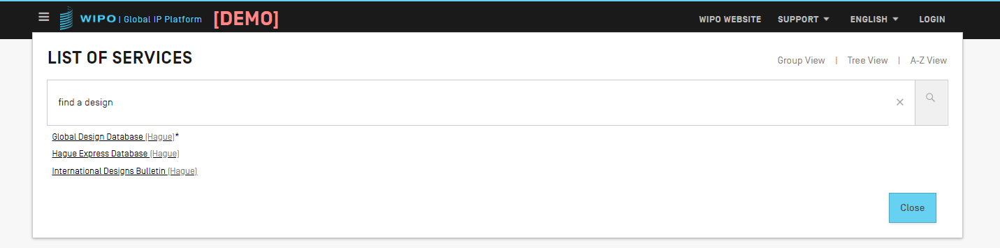 WIPO | Global IP Platform [DEMO] WIPO WEBSITE SUPPORT ENGLISH LOGIN
LIST OF SERVICES
Group View | Tree View | A-Z View
find a design
Global Design Database [Hague]*
Hague Express Database [Hague]
International Designs Bulletin [Hague]
Close